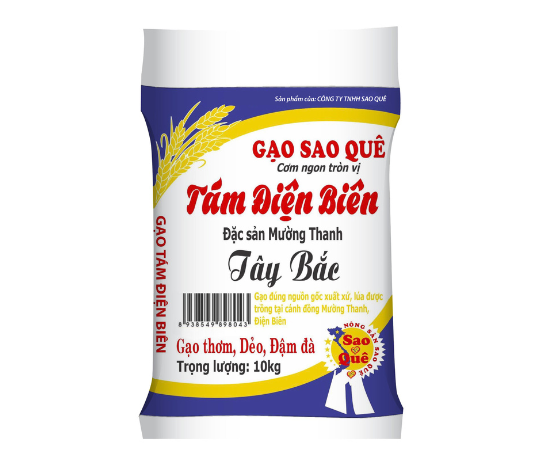 Sản phẩm của: CÔNG TY TNHH SAO QUÊ
GẠO SAO QUÊ
Cơm ngon tròn vị
Tám Điện Biên
Đặc sản Mường Thanh
Tây Bắc
GẠO TÁM ĐIỆN BIÊN
Gạo đúng nguồn gốc xuất xứ, lúa được
trồng tại cánh đồng Mường Thanh,
Điện Biên
8 938549 898043
Gạo thơm, Dẻo, Đậm đà
Trọng lượng: 10kg
NÔNG SẢN SAO QUÊ
Sao
Quê